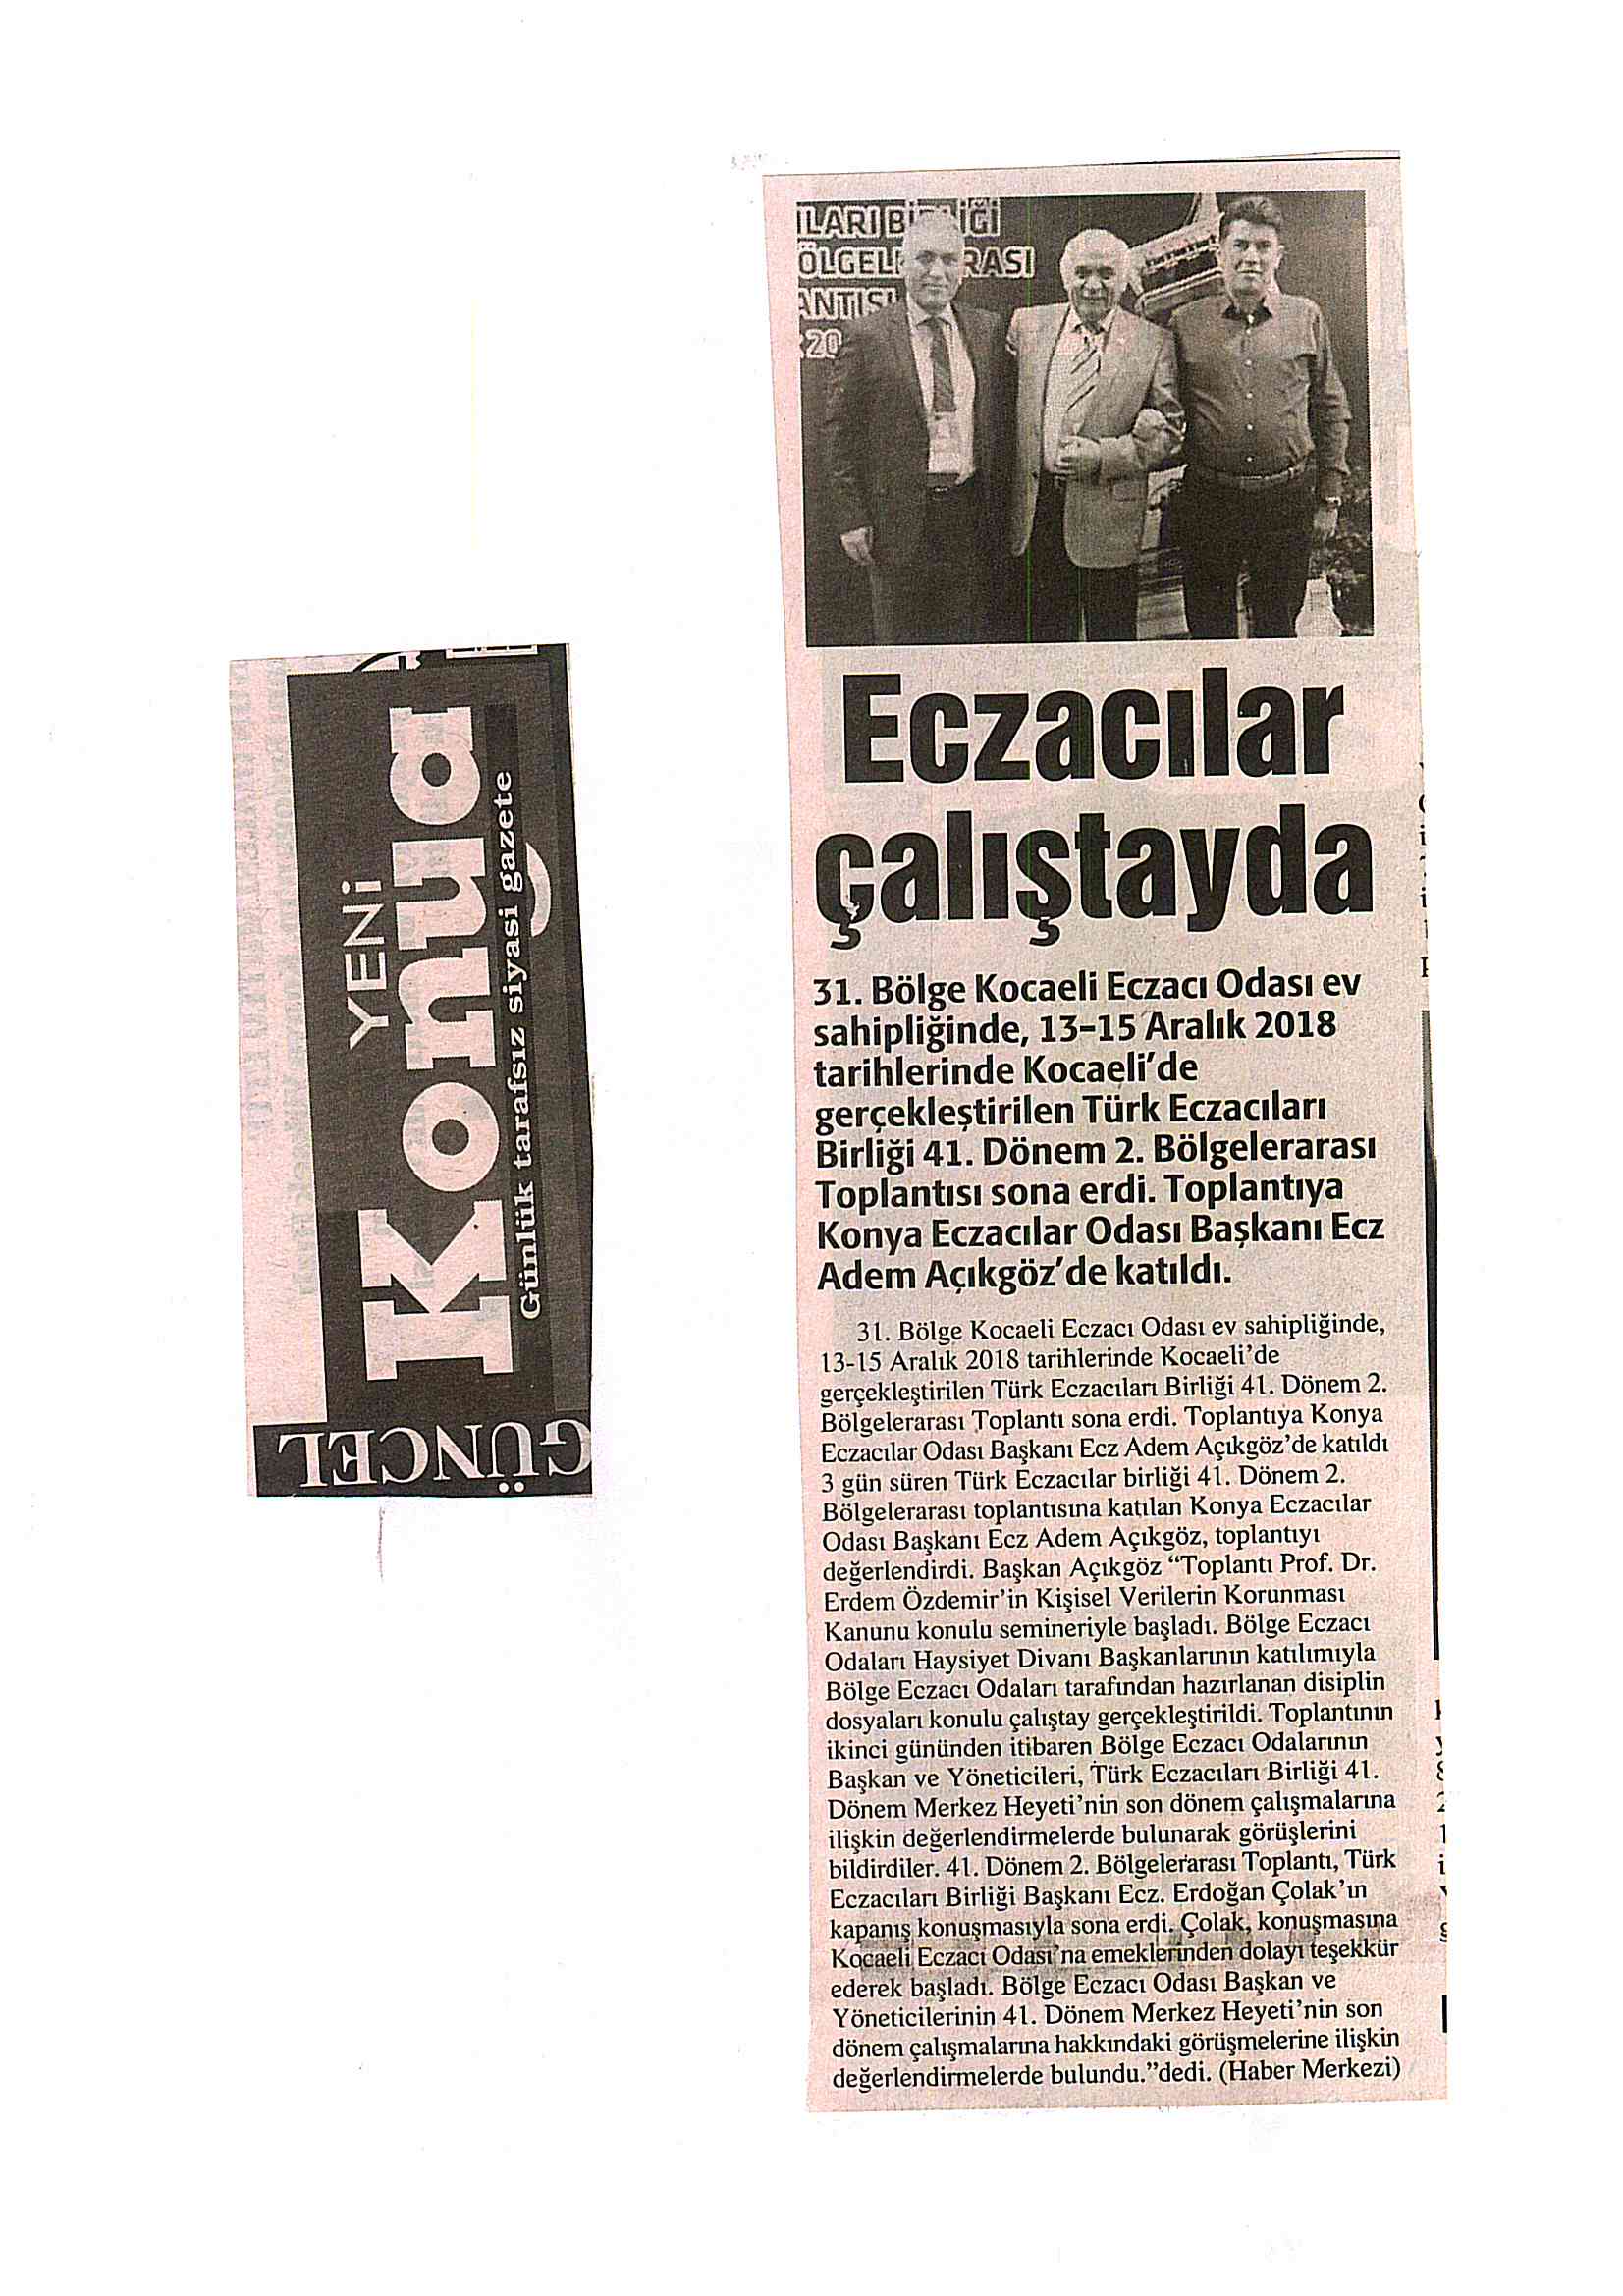 ILARI BİRLİĞİ
ÖLGEL RASI
ANTISI
20
Eczacılar
çalıştayda
31. Bölge Kocaeli Eczacı Odası ev
sahipliğinde, 13-15 Aralık 2018
tarihlerinde Kocaeli'de
gerçekleştirilen Türk Eczacıları
Birliği 41. Dönem 2. Bölgelerarası
Toplantısı sona erdi. Toplantıya
Konya Eczacılar Odası Başkanı Ecz
Adem Açıkgöz'de katıldı.
31. Bölge Kocaeli Eczacı Odası ev sahipliğinde,
13-15 Aralık 2018 tarihlerinde Kocaeli'de
gerçekleştirilen Türk Eczacıları Birliği 41. Dönem 2.
Bölgelerarası Toplantı sona erdi. Toplantıya Konya
Eczacılar Odası Başkanı Ecz Adem Açıkgöz'de katıldı
3 gün süren Türk Eczacılar birliği 41. Dönem 2.
Bölgelerarası toplantısına katılan Konya Eczacılar
Odası Başkanı Ecz Adem Açıkgöz, toplantıyı
değerlendirdi. Başkan Açıkgöz “Toplantı Prof. Dr.
Erdem Özdemir'in Kişisel Verilerin Korunması
Kanunu konulu semineriyle başladı. Bölge Eczacı
Odaları Haysiyet Divanı Başkanlarının katılımıyla
Bölge Eczacı Odaları tarafından hazırlanan disiplin
dosyaları konulu çalıştay gerçekleştirildi. Toplantının
ikinci gününden itibaren Bölge Eczacı Odalarının
Başkan ve Yöneticileri, Türk Eczacıları Birliği 41.
Dönem Merkez Heyeti'nin son dönem çalışmalarına
ilişkin değerlendirmelerde bulunarak görüşlerini
bildirdiler. 41. Dönem 2. Bölgelerarası Toplantı, Türk
Eczacıları Birliği Başkanı Ecz. Erdoğan Çolak'ın
kapanış konuşmasıyla sona erdi. Çolak, konuşmasına
Kocaeli Eczacı Odası'na emeklerinden dolayı teşekkür
ederek başladı. Bölge Eczacı Odası Başkan ve
Yöneticilerinin 41. Dönem Merkez Heyeti'nin son
dönem çalışmalarına hakkındaki görüşmelerine ilişkin
değerlendirmelerde bulundu.”dedi. (Haber Merkezi)
YENİ
Konya
Günlük tarafsız siyasi gazete
GÜNCEL